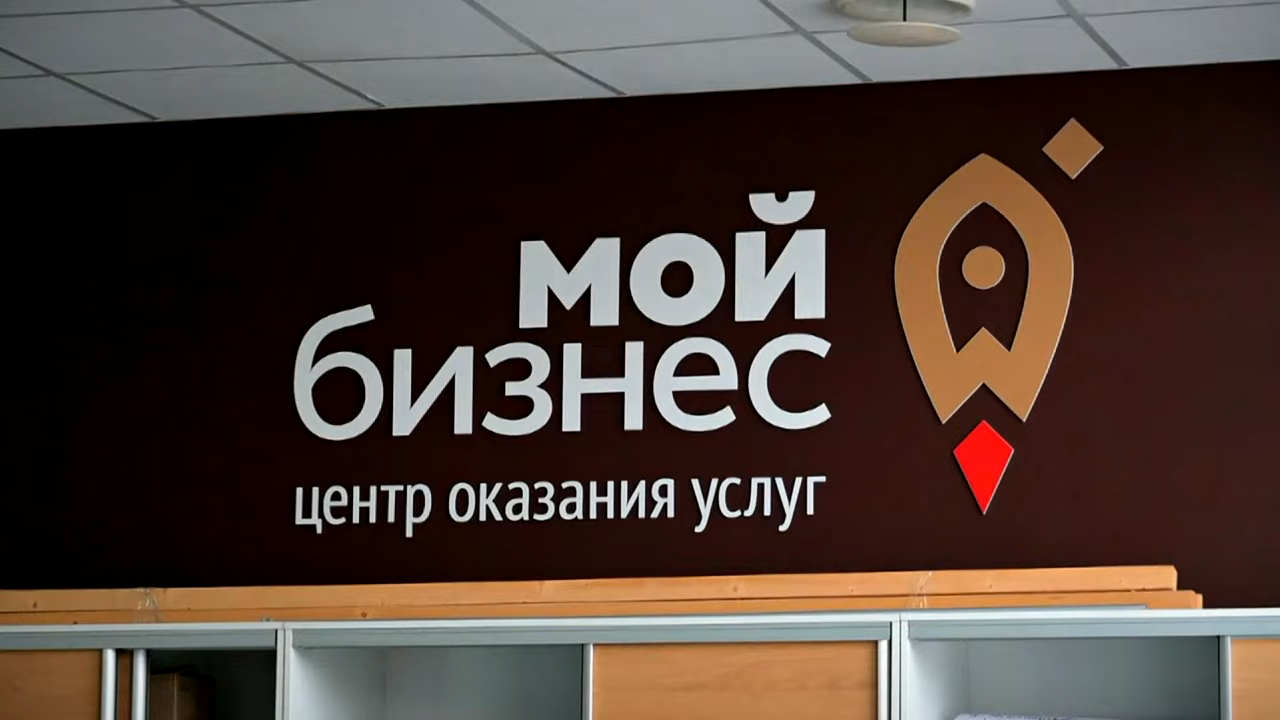 мой
бизнес
центр оказания услуг